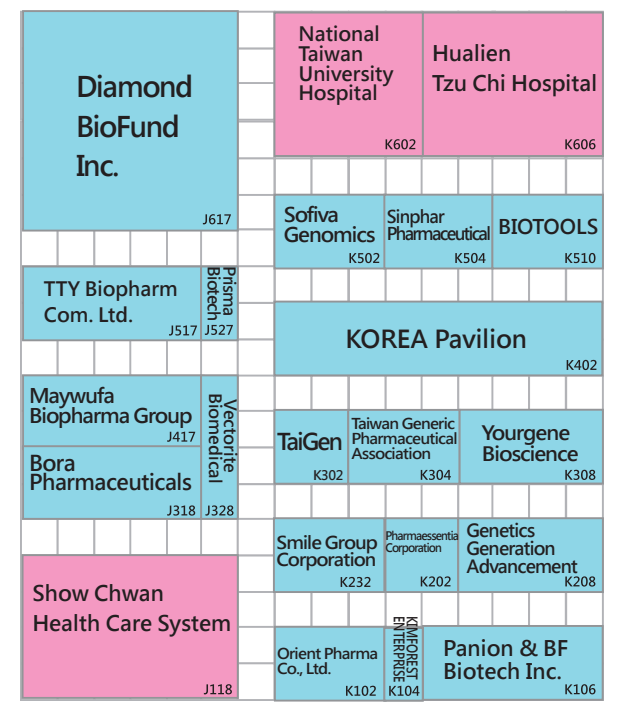 Diamond
BioFund
Inc.
J617
National
Taiwan
University
Hospital
K602
Hualien
Tzu Chi Hospital
K606
Sofiva
Genomics
K502
Sinphar
Pharmaceutical
K504
BIOTOOLS
K510
TTY Biopharm
Com. Ltd.
J517
Prisma
Biotech
J527
KOREA Pavilion
K402
Maywufa
Biopharma Group
J417
Bora
Pharmaceuticals
J318
Vectorite
Biomedical
J328
TaiGen
K302
Taiwan Generic
Pharmaceutical
Association
K304
Yourgene
Bioscience
K308
Smile Group
Corporation
K232
Pharmaessentia
Corporation
K202
Genetics
Generation
Advancement
K208
Show Chwan
Health Care System
J118
Orient Pharma
Co., Ltd.
K102
KIMFOREST
ENTERPRISE
K104
Panion & BF
Biotech Inc.
K106